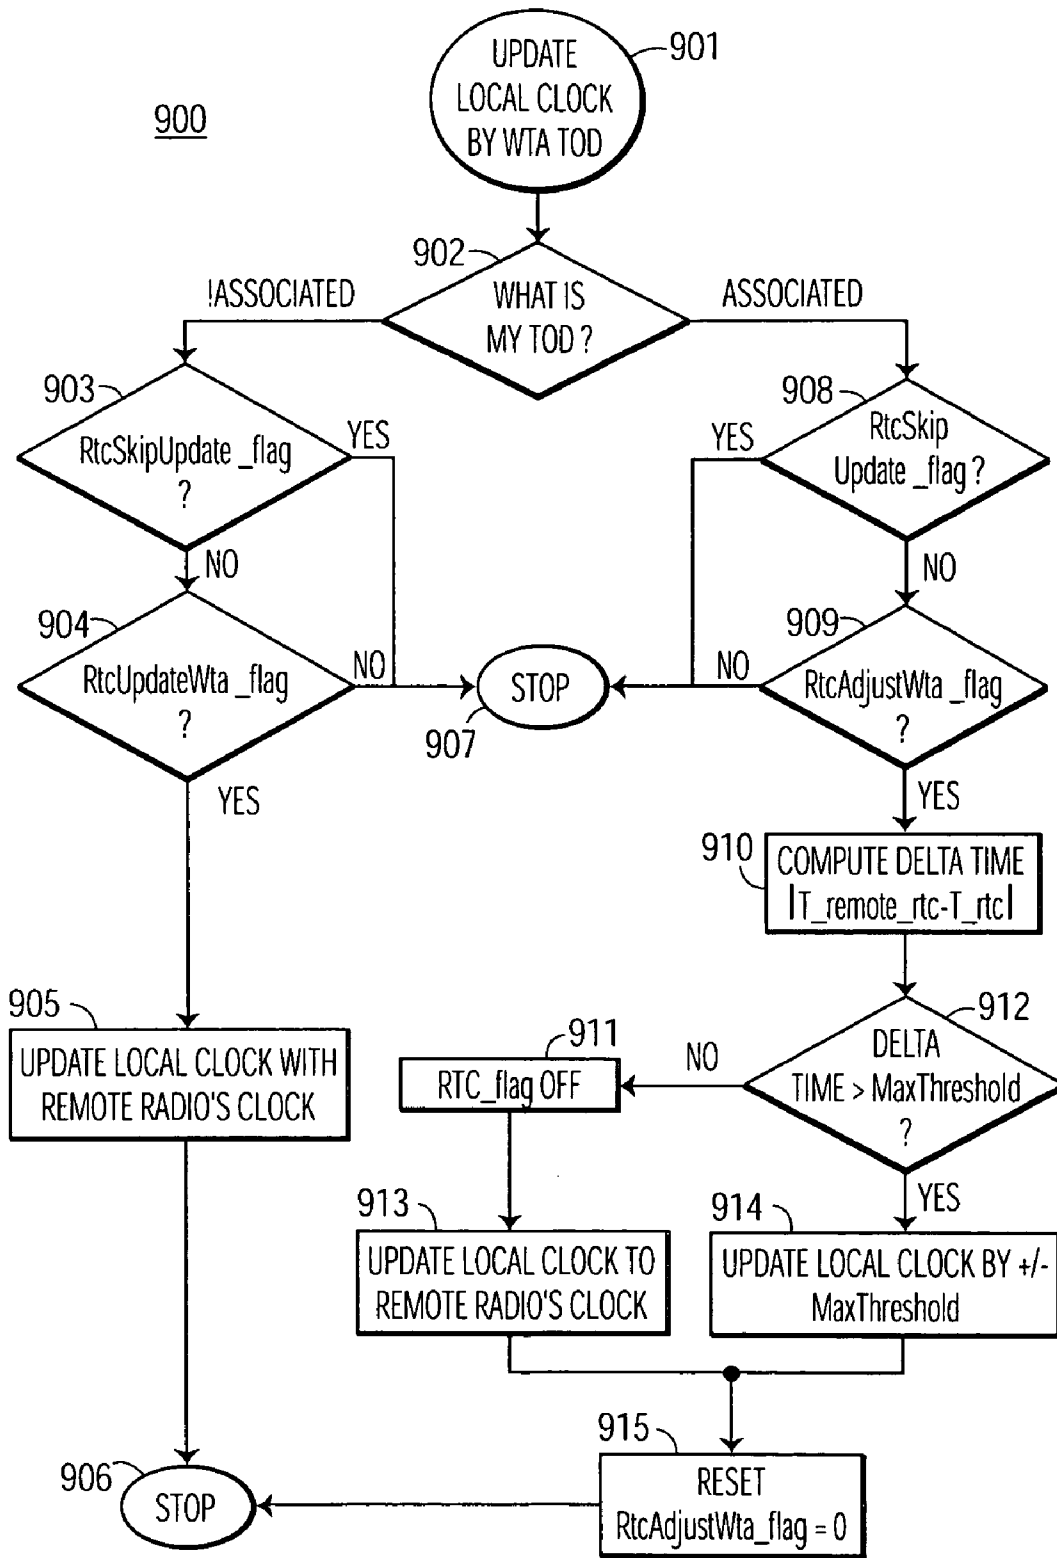 900
901
UPDATE
LOCAL CLOCK
BY WTA TOD
902
WHAT IS
MY TOD ?
!ASSOCIATED
ASSOCIATED
903
RtcSkipUpdate _flag
?
YES
NO
908
RtcSkip
Update _flag ?
YES
NO
904
RtcUpdateWta _flag
?
NO
YES
STOP
907
909
RtcAdjustWta _flag
?
NO
YES
910
COMPUTE DELTA TIME
|T_remote_rtc-T_rtc|
905
UPDATE LOCAL CLOCK WITH
REMOTE RADIO'S CLOCK
912
DELTA
TIME > MaxThreshold
?
NO
YES
911
RTC_flag OFF
913
UPDATE LOCAL CLOCK TO
REMOTE RADIO'S CLOCK
914
UPDATE LOCAL CLOCK BY +/-
MaxThreshold
915
RESET
RtcAdjustWta_flag = 0
906
STOP